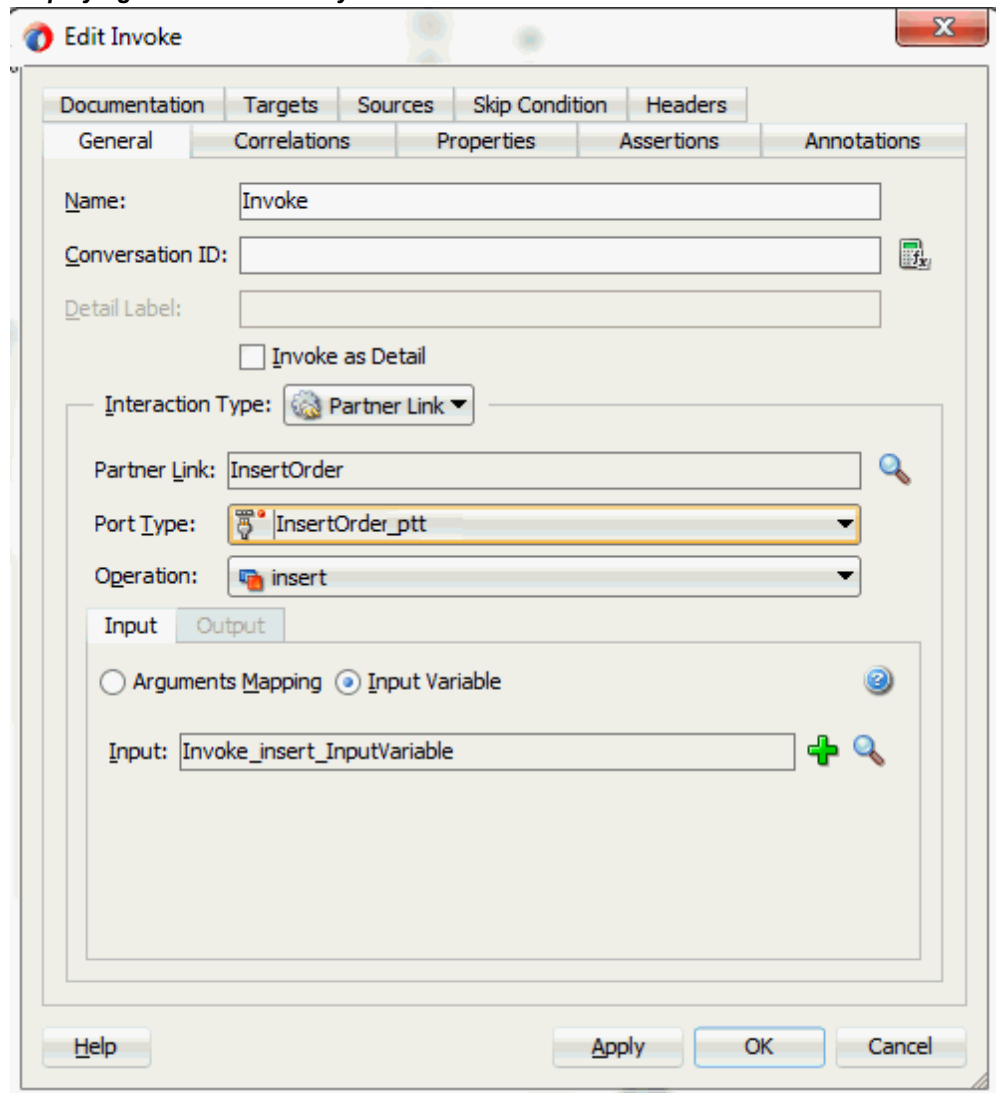 Edit Invoke
Documentation Targets Sources Skip Condition Headers
General Correlations Properties Assertions Annotations
Name: Invoke
Conversation ID:
Detail Label:
Invoke as Detail
Interaction Type: Partner Link
Partner Link: InsertOrder
Port Type: InsertOrder_ptt
Operation: insert
Input Output
Arguments Mapping Input Variable
Input: Invoke_insert_InputVariable
Help Apply OK Cancel